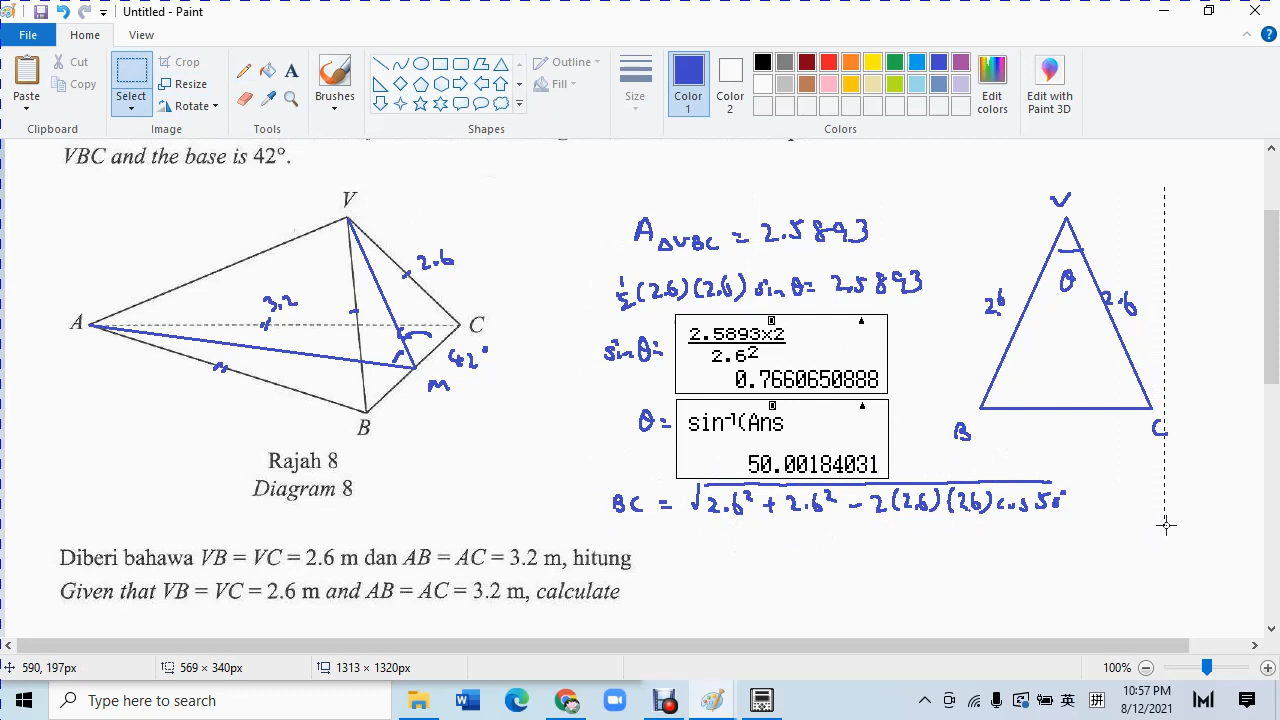 Untitled - Paint
File Home View
Paste Cut Copy Clipboard
Select Crop Resize Rotate Image
Tools
Brushes
Outline Fill Shapes
Size
Color 1
Color 2
Edit colors
Colors
Edit with Paint 3D
VBC and the base is 42°.
V
2.6
3.2
A
C
42°
M
B
Rajah 8
Diagram 8
A△VBC = 2.5893
½(2.6)(2.6) sin θ = 2.5893
sin θ =
2.5893×2
2.6²
0.7660650888
θ =
sin⁻¹(Ans
50.00184031
BC = √2.6² + 2.6² - 2(2.6)(2.6) cos 50°
V
θ
2.6
2.6
B
C
Diberi bahawa VB = VC = 2.6 m dan AB = AC = 3.2 m, hitung
Given that VB = VC = 2.6 m and AB = AC = 3.2 m, calculate
590, 197px
569 × 340px
1313 × 1320px
100%
Type here to search
英
拼
10:57 PM
8/12/2021